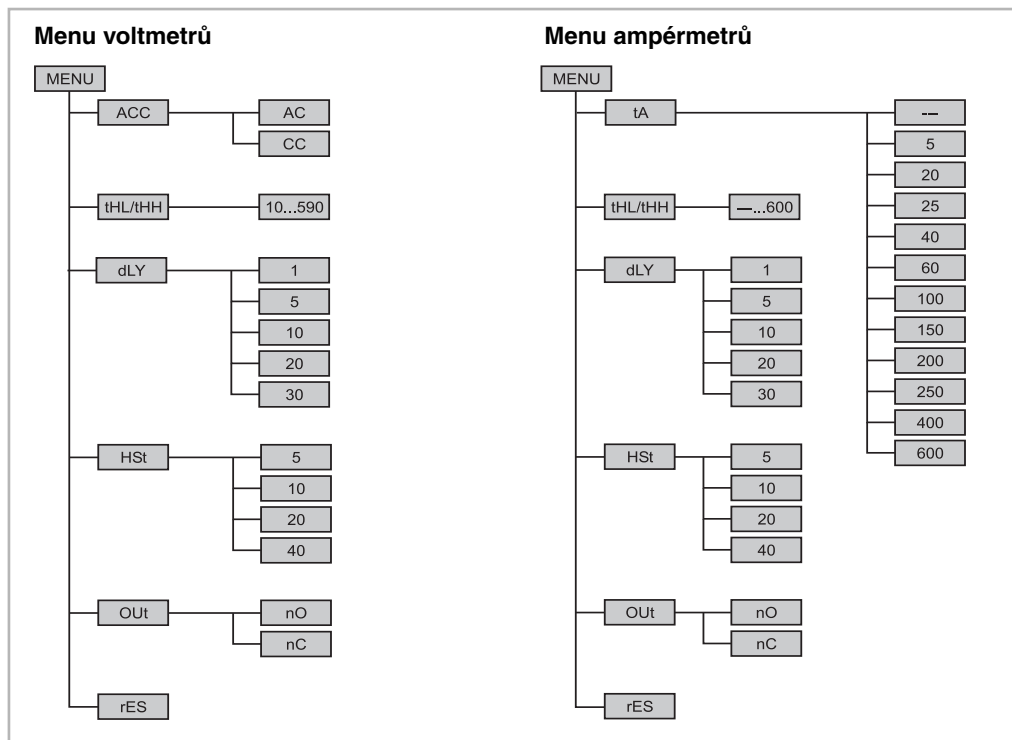 Menu voltmetrů
MENU
ACC
AC
CC
tHL/tHH
10...590
dLY
1
5
10
20
30
HSt
5
10
20
40
OUt
nO
nC
rES
Menu ampérmetrů
MENU
tA
---
5
20
25
40
60
100
150
200
250
400
600
tHL/tHH
—...600
dLY
1
5
10
20
30
HSt
5
10
20
40
OUt
nO
nC
rES